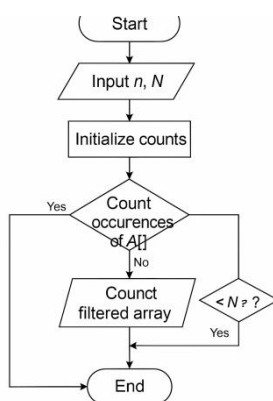 Start
Input n, N
Initialize counts
Yes
Count
occurences
of A[]
No
Counct
filtered array
< N ? ?
Yes
End